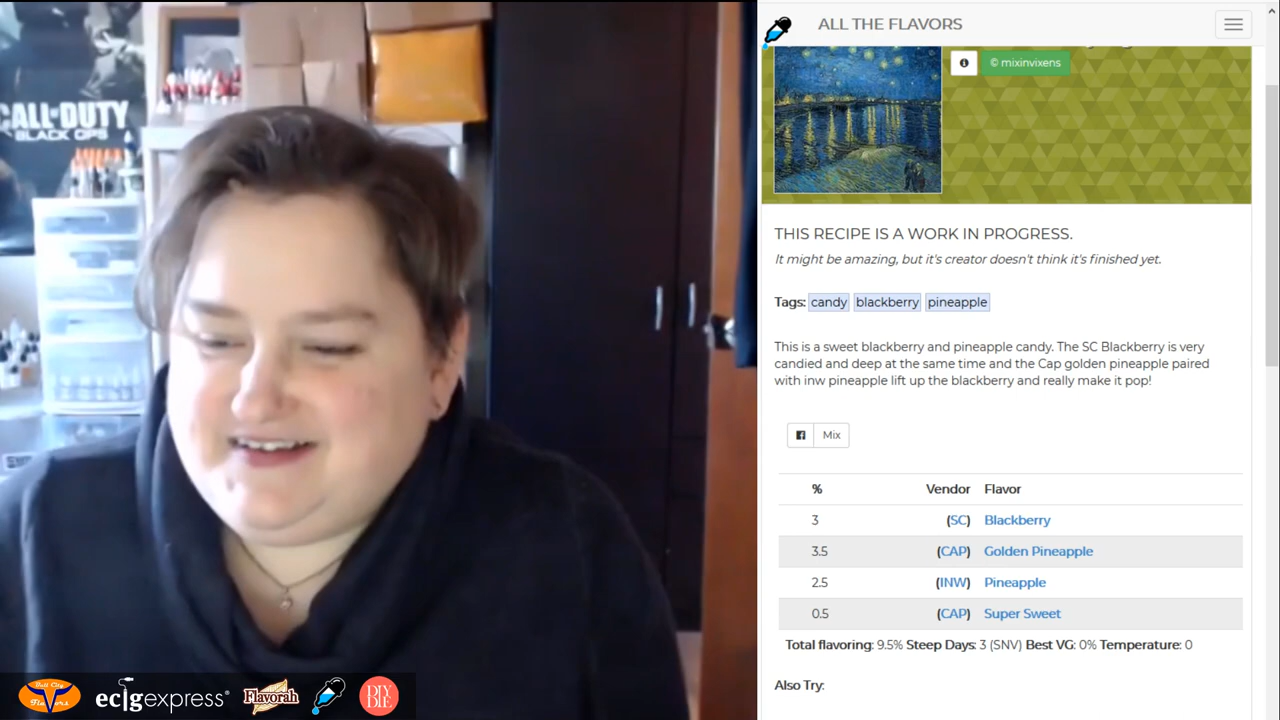 CALL-DUTY
BLACK OPS
Bull City
Flavors
ecigexpress®
Flavorah
DIY
DIE
ALL THE FLAVORS
© mixinvixens
THIS RECIPE IS A WORK IN PROGRESS.
It might be amazing, but it's creator doesn't think it's finished yet.
Tags: candy blackberry pineapple
This is a sweet blackberry and pineapple candy. The SC Blackberry is very
candied and deep at the same time and the Cap golden pineapple paired
with inw pineapple lift up the blackberry and really make it pop!
Mix
% Vendor Flavor
3 (SC) Blackberry
3.5 (CAP) Golden Pineapple
2.5 (INW) Pineapple
0.5 (CAP) Super Sweet
Total flavoring: 9.5% Steep Days: 3 (SNV) Best VG: 0% Temperature: 0
Also Try: